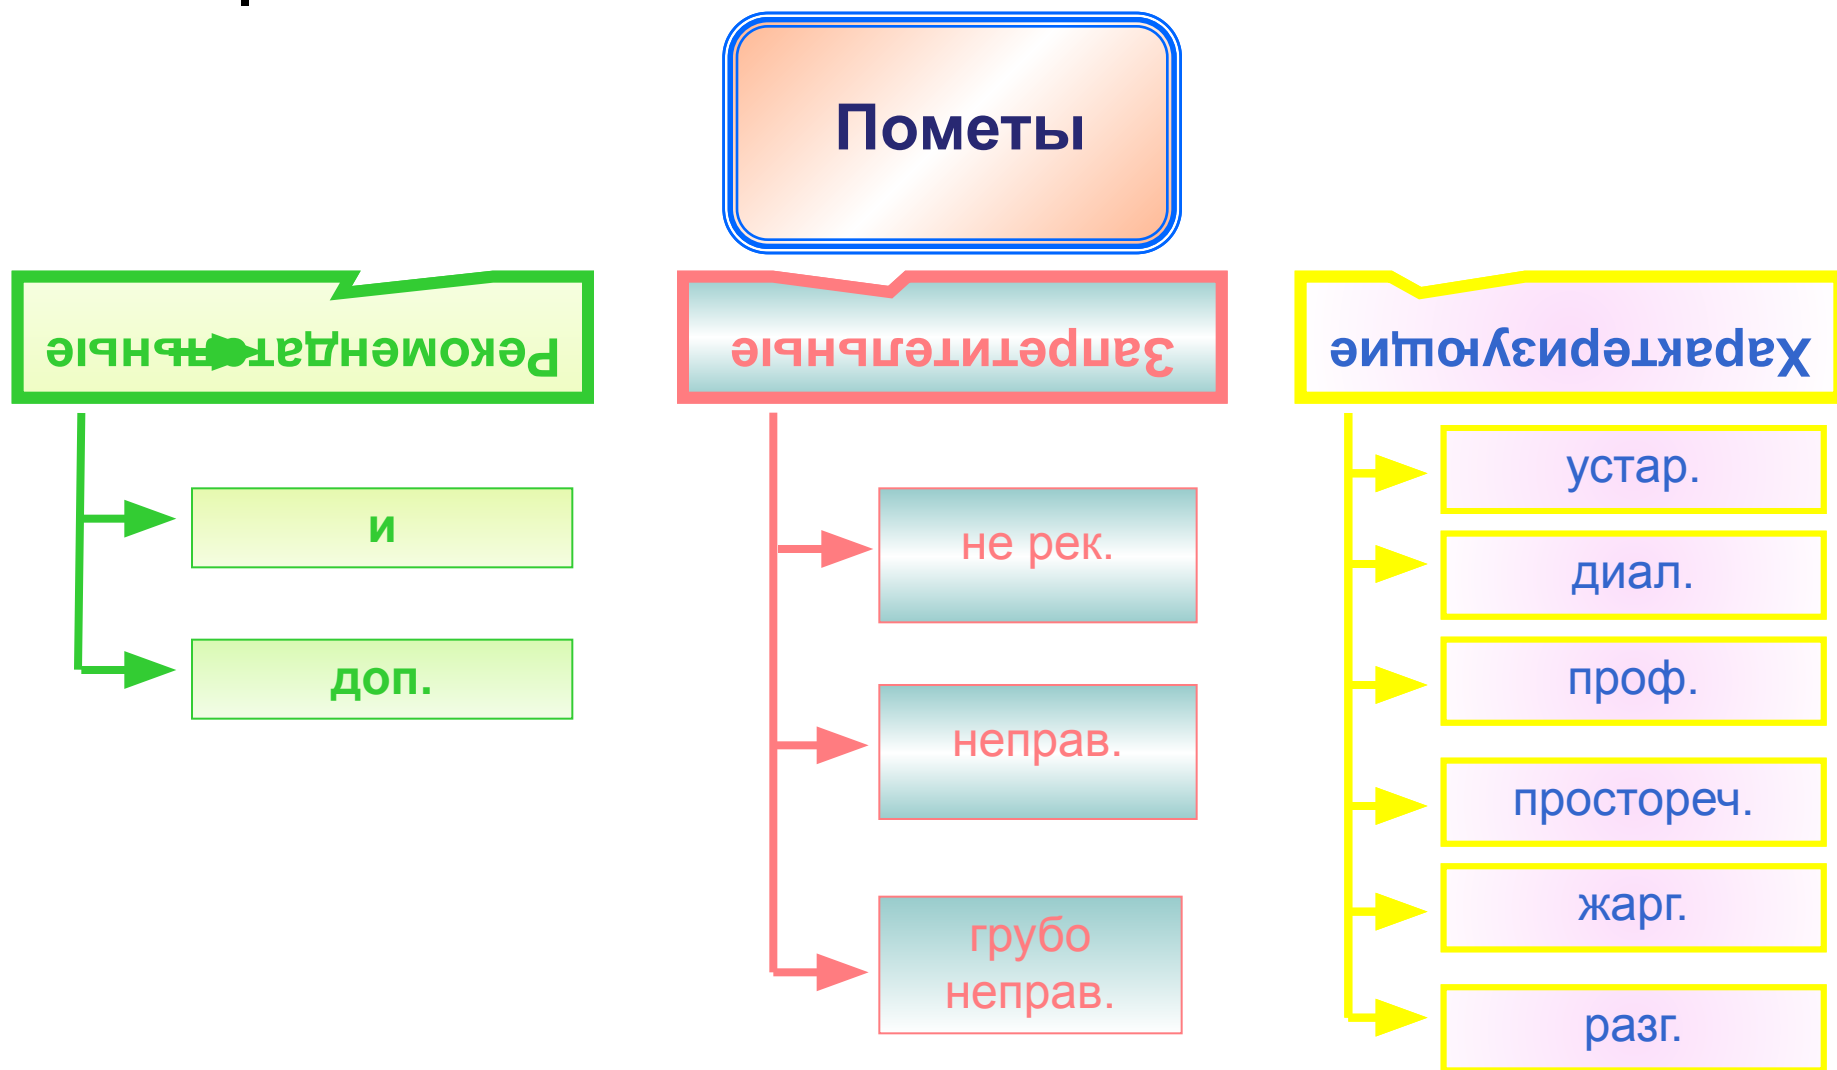 Пометы
Рекомендательные
и
доп.
Запретительные
не рек.
неправ.
грубо
неправ.
Характеризующие
устар.
диал.
проф.
простореч.
жарг.
разг.